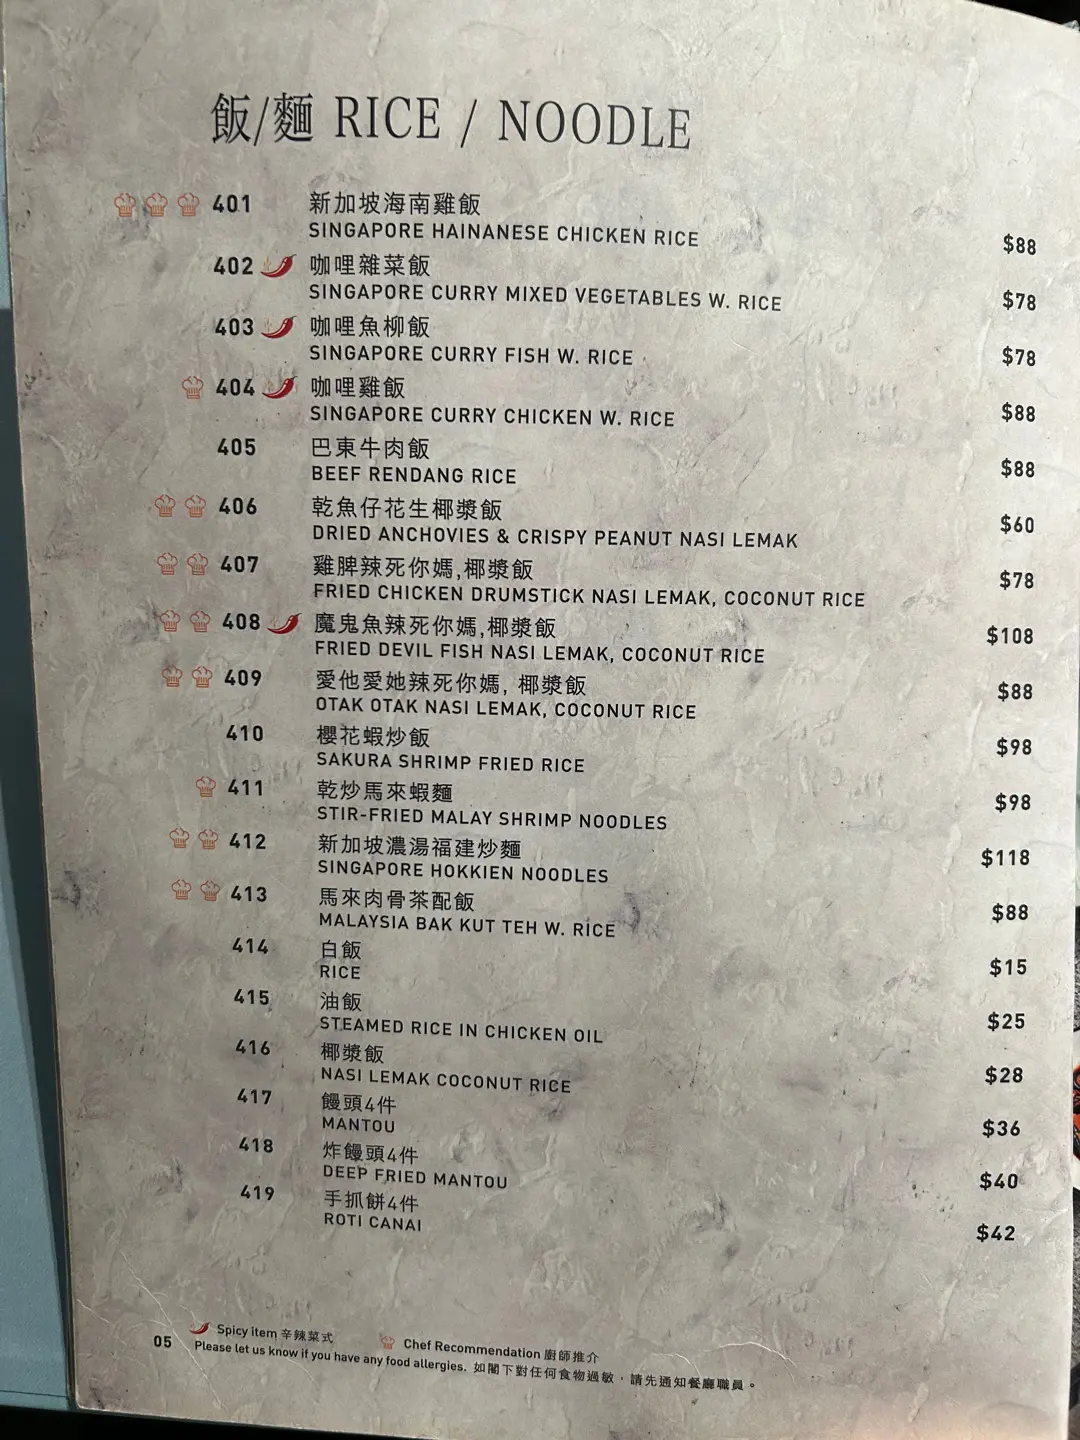 飯/麵 RICE / NOODLE
401 新加坡海南雞飯
SINGAPORE HAINANESE CHICKEN RICE $88
402 咖哩雜菜飯
SINGAPORE CURRY MIXED VEGETABLES W. RICE $78
403 咖哩魚柳飯
SINGAPORE CURRY FISH W. RICE $78
404 咖哩雞飯
SINGAPORE CURRY CHICKEN W. RICE $88
405 巴東牛肉飯
BEEF RENDANG RICE $88
406 乾魚仔花生椰漿飯
DRIED ANCHOVIES & CRISPY PEANUT NASI LEMAK $60
407 雞脾辣死你媽,椰漿飯
FRIED CHICKEN DRUMSTICK NASI LEMAK, COCONUT RICE $78
408 魔鬼魚辣死你媽,椰漿飯
FRIED DEVIL FISH NASI LEMAK, COCONUT RICE $108
409 愛他愛她辣死你媽, 椰漿飯
OTAK OTAK NASI LEMAK, COCONUT RICE $88
410 櫻花蝦炒飯
SAKURA SHRIMP FRIED RICE $98
411 乾炒馬來蝦麵
STIR-FRIED MALAY SHRIMP NOODLES $98
412 新加坡濃湯福建炒麵
SINGAPORE HOKKIEN NOODLES $118
413 馬來肉骨茶配飯
MALAYSIA BAK KUT TEH W. RICE $88
414 白飯
RICE $15
415 油飯
STEAMED RICE IN CHICKEN OIL $25
416 椰漿飯
NASI LEMAK COCONUT RICE $28
417 饅頭4件
MANTOU $36
418 炸饅頭4件
DEEP FRIED MANTOU $40
419 手抓餅4件
ROTI CANAI $42
Spicy item 辛辣菜式 Chef Recommendation 廚師推介
05 Please let us know if you have any food allergies. 如閣下對任何食物過敏，請先通知餐廳職員。